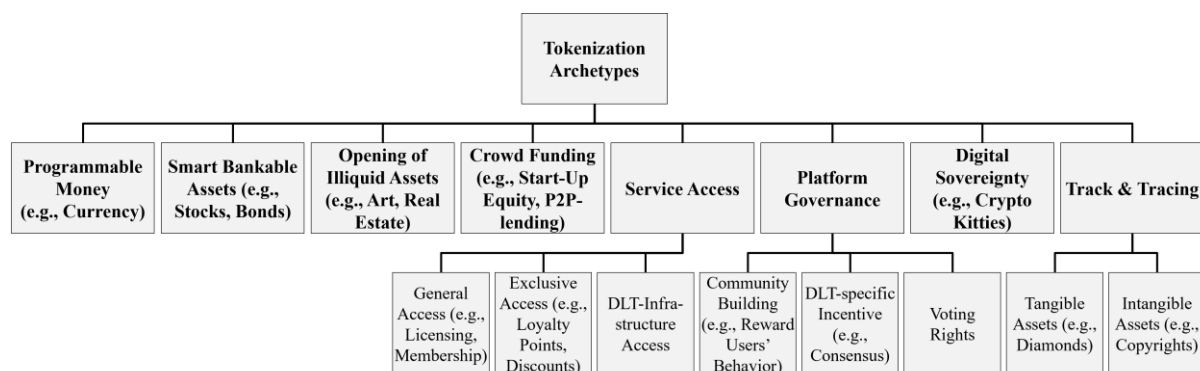 Tokenization
Archetypes
Programmable
Money
(e.g., Currency)
Smart Bankable
Assets (e.g.,
Stocks, Bonds)
Opening of
Illiquid Assets
(e.g., Art, Real
Estate)
Crowd Funding
(e.g., Start-Up
Equity, P2P-
lending)
Service Access
Platform
Governance
Digital
Sovereignty
(e.g., Crypto
Kitties)
Track & Tracing
General
Access (e.g.,
Licensing,
Membership)
Exclusive
Access (e.g.,
Loyalty
Points,
Discounts)
DLT-Infra-
structure
Access
Community
Building
(e.g., Reward
Users’
Behavior)
DLT-specific
Incentive
(e.g.,
Consensus)
Voting
Rights
Tangible
Assets (e.g.,
Diamonds)
Intangible
Assets (e.g.,
Copyrights)